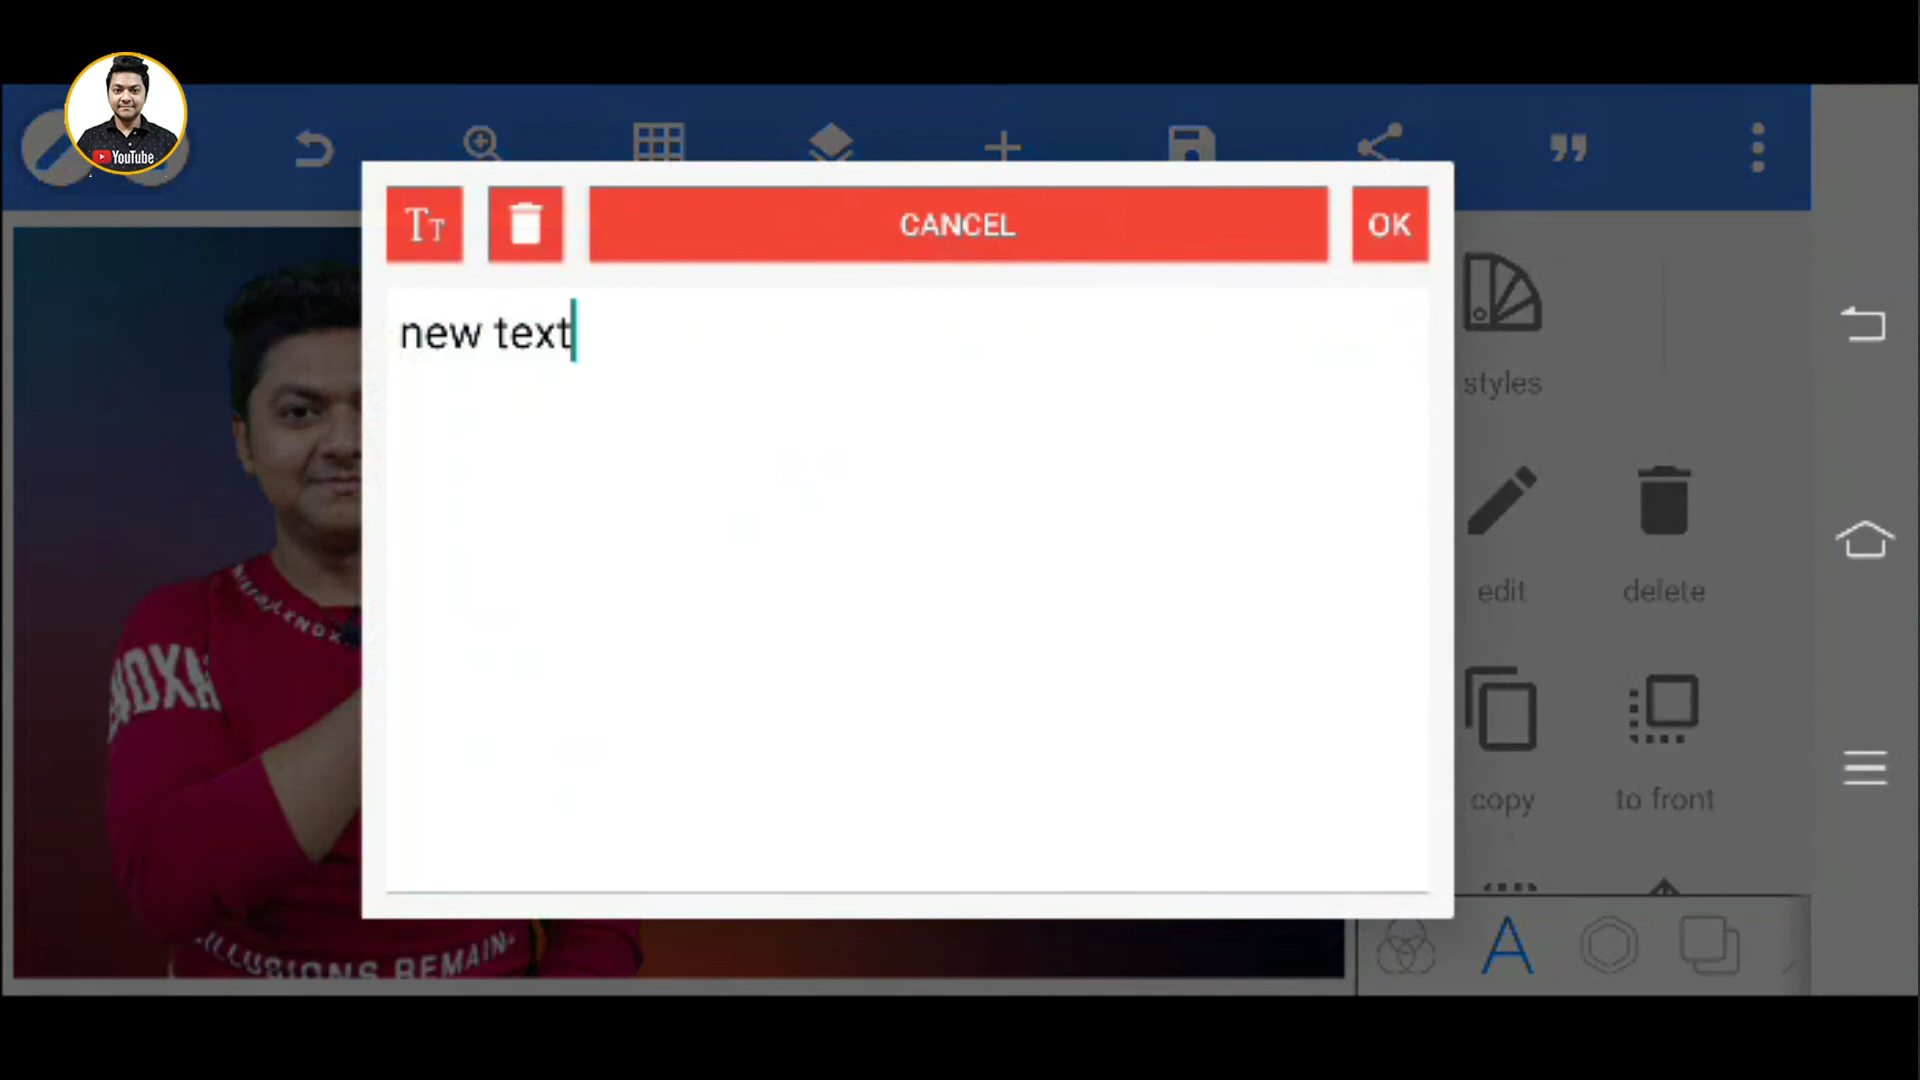 YouTube
Tт
CANCEL
OK
new text
styles
edit
delete
copy
to front
A
ILLUSIONS REMAIN